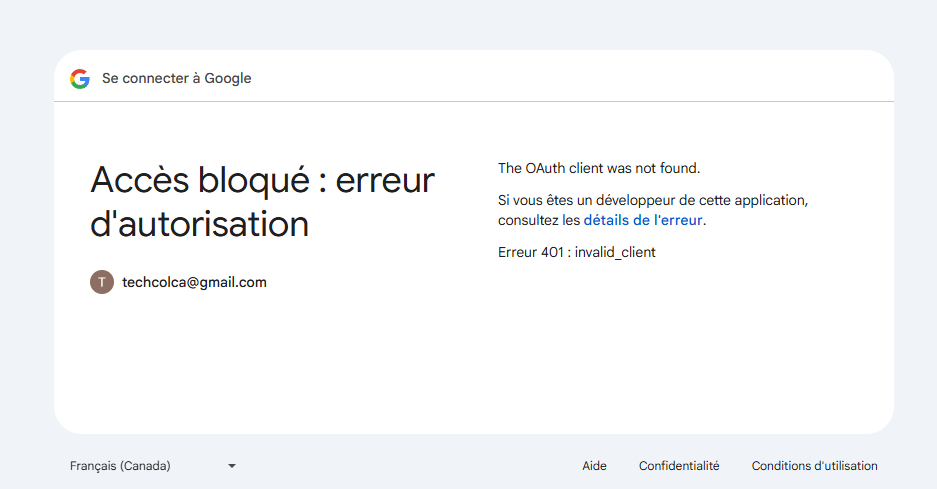 Se connecter à Google
Accès bloqué : erreur
d'autorisation
T
techcolca@gmail.com
The OAuth client was not found.
Si vous êtes un développeur de cette application,
consultez les détails de l'erreur.
Erreur 401 : invalid_client
Français (Canada)
Aide
Confidentialité
Conditions d'utilisation